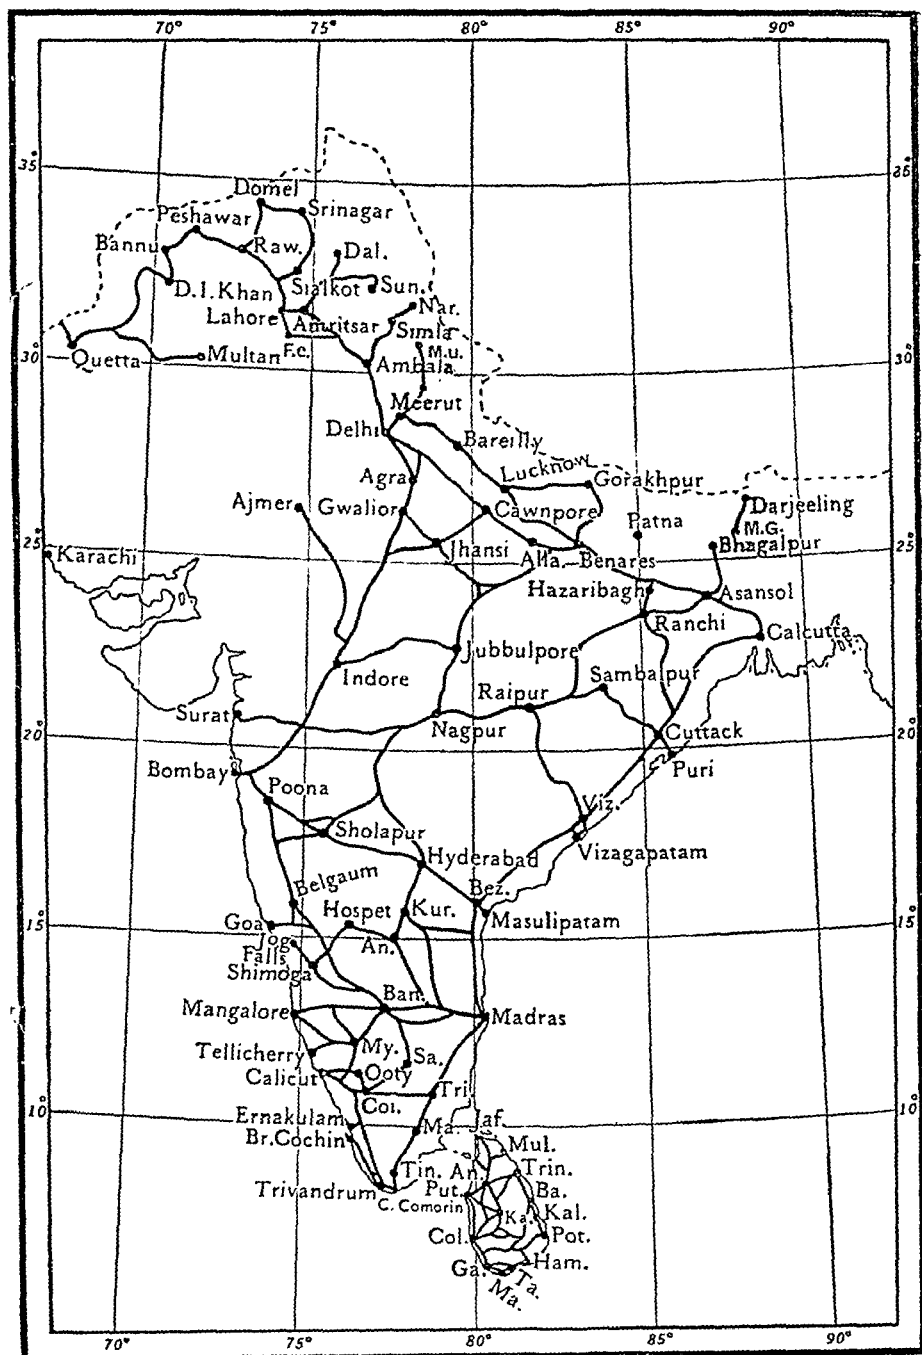 70° 75° 80° 85° 90°
35° 35°
Domel
Srinagar
Peshawar
Bannu
Raw.
Dal.
Sialkot
Sun.
D.I.Khan
Nar.
Lahore
Amritsar
Simla
F.c.
M.u.
30° 30°
Quetta
Multan
Ambala
Meerut
Delhi
Bareilly
Lucknow
Agra
Gorakhpur
Ajmer
Gwalior
Cawnpore
Patna
Darjeeling
M.G.
25° 25°
Karachi
Jhansi
Alla.
Benares
Bhagalpur
Hazaribagh
Asansol
Ranchi
Calcutta
Jubbulpore
Indore
Raipur
Sambalpur
Surat
Nagpur
Cuttack
20° 20°
Puri
Bombay
Poona
Viz.
Sholapur
Vizagapatam
Hyderabad
Belgaum
Bez.
Hospet
Kur.
Masulipatam
15° 15°
Goa
Jog
Falls
An.
Shimoga
Ban.
Mangalore
Madras
Tellicherry
My.
Sa.
Calicut
Ooty
Coi.
Tri.
10° 10°
Ernakulam
Ma.
Jaf.
Br.Cochin
Mul.
Tin.
An.
Trin.
Trivandrum
Put.
Ba.
C. Comorin
Ka.
Kal.
Col.
Pot.
Ga.
Ham.
Ta.
Ma.
70° 75° 80° 85° 90°